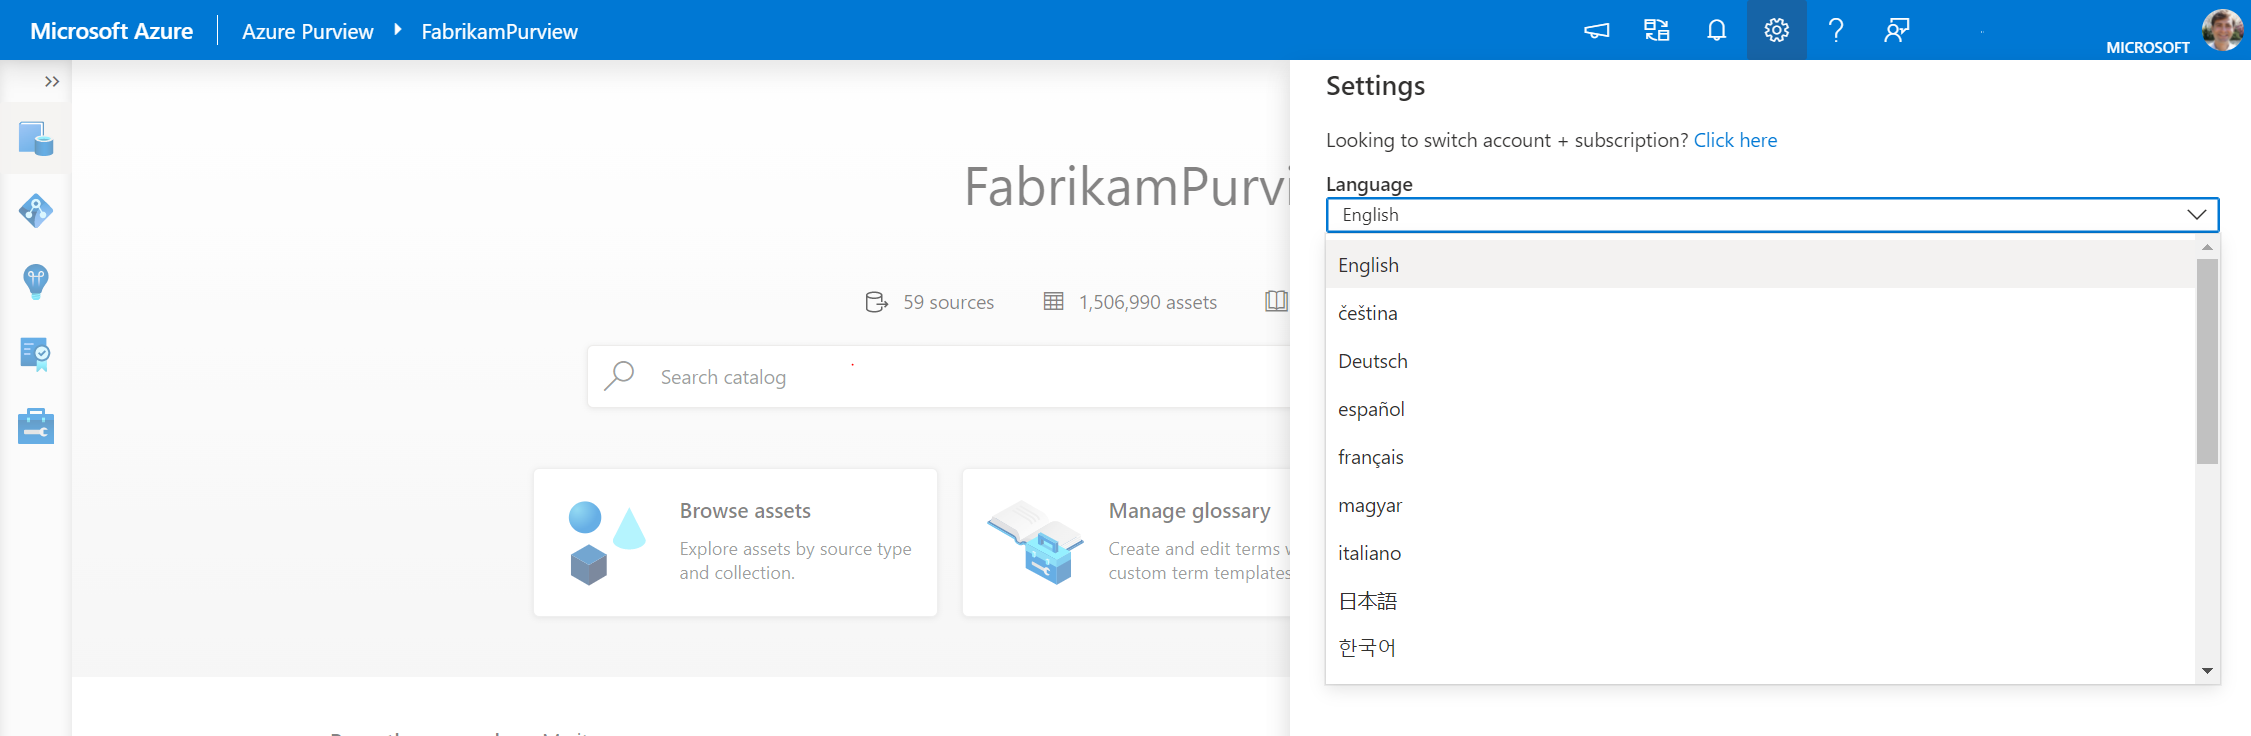 Microsoft Azure
Azure Purview
FabrikamPurview
MICROSOFT
Settings
Looking to switch account + subscription? Click here
Language
English
English
čeština
Deutsch
español
français
magyar
italiano
日本語
한국어
FabrikamPurvi
59 sources
1,506,990 assets
Search catalog
Browse assets
Explore assets by source type
and collection.
Manage glossary
Create and edit terms
custom term templates